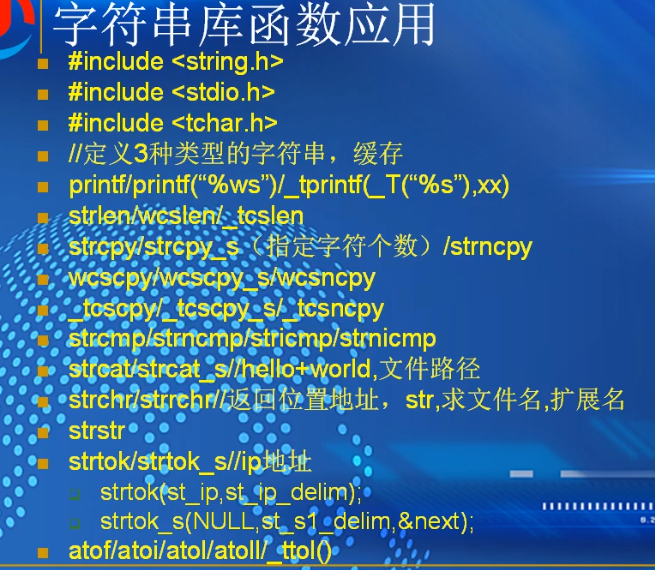 字符串库函数应用
#include <string.h>
#include <stdio.h>
#include <tchar.h>
//定义3种类型的字符串，缓存
printf/printf(“%ws”)/_tprintf(_T(“%s”),xx)
strlen/wcslen/_tcslen
strcpy/strcpy_s（指定字符个数）/strncpy
wcscpy/wcscpy_s/wcsncpy
_tcscpy/_tcscpy_s/_tcsncpy
strcmp/strncmp/stricmp/strnicmp
strcat/strcat_s//hello+world,文件路径
strchr/strrchr//返回位置地址，str,求文件名,扩展名
strstr
strtok/strtok_s//ip地址
strtok(st_ip,st_ip_delim);
strtok_s(NULL,st_s1_delim,&next);
atof/atoi/atol/atoll/_ttol()